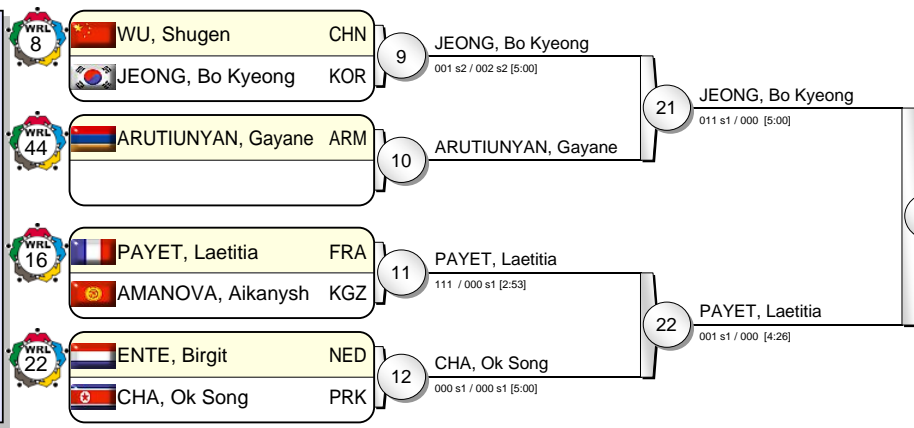 WRL
8
WU, Shugen CHN
JEONG, Bo Kyeong KOR
9
JEONG, Bo Kyeong
001 s2 / 002 s2 [5:00]
WRL
44
ARUTIUNYAN, Gayane ARM
10
ARUTIUNYAN, Gayane
21
JEONG, Bo Kyeong
011 s1 / 000 [5:00]
WRL
16
PAYET, Laetitia FRA
AMANOVA, Aikanysh KGZ
11
PAYET, Laetitia
111 / 000 s1 [2:53]
WRL
22
ENTE, Birgit NED
CHA, Ok Song PRK
12
CHA, Ok Song
000 s1 / 000 s1 [5:00]
22
PAYET, Laetitia
001 s1 / 000 [4:26]